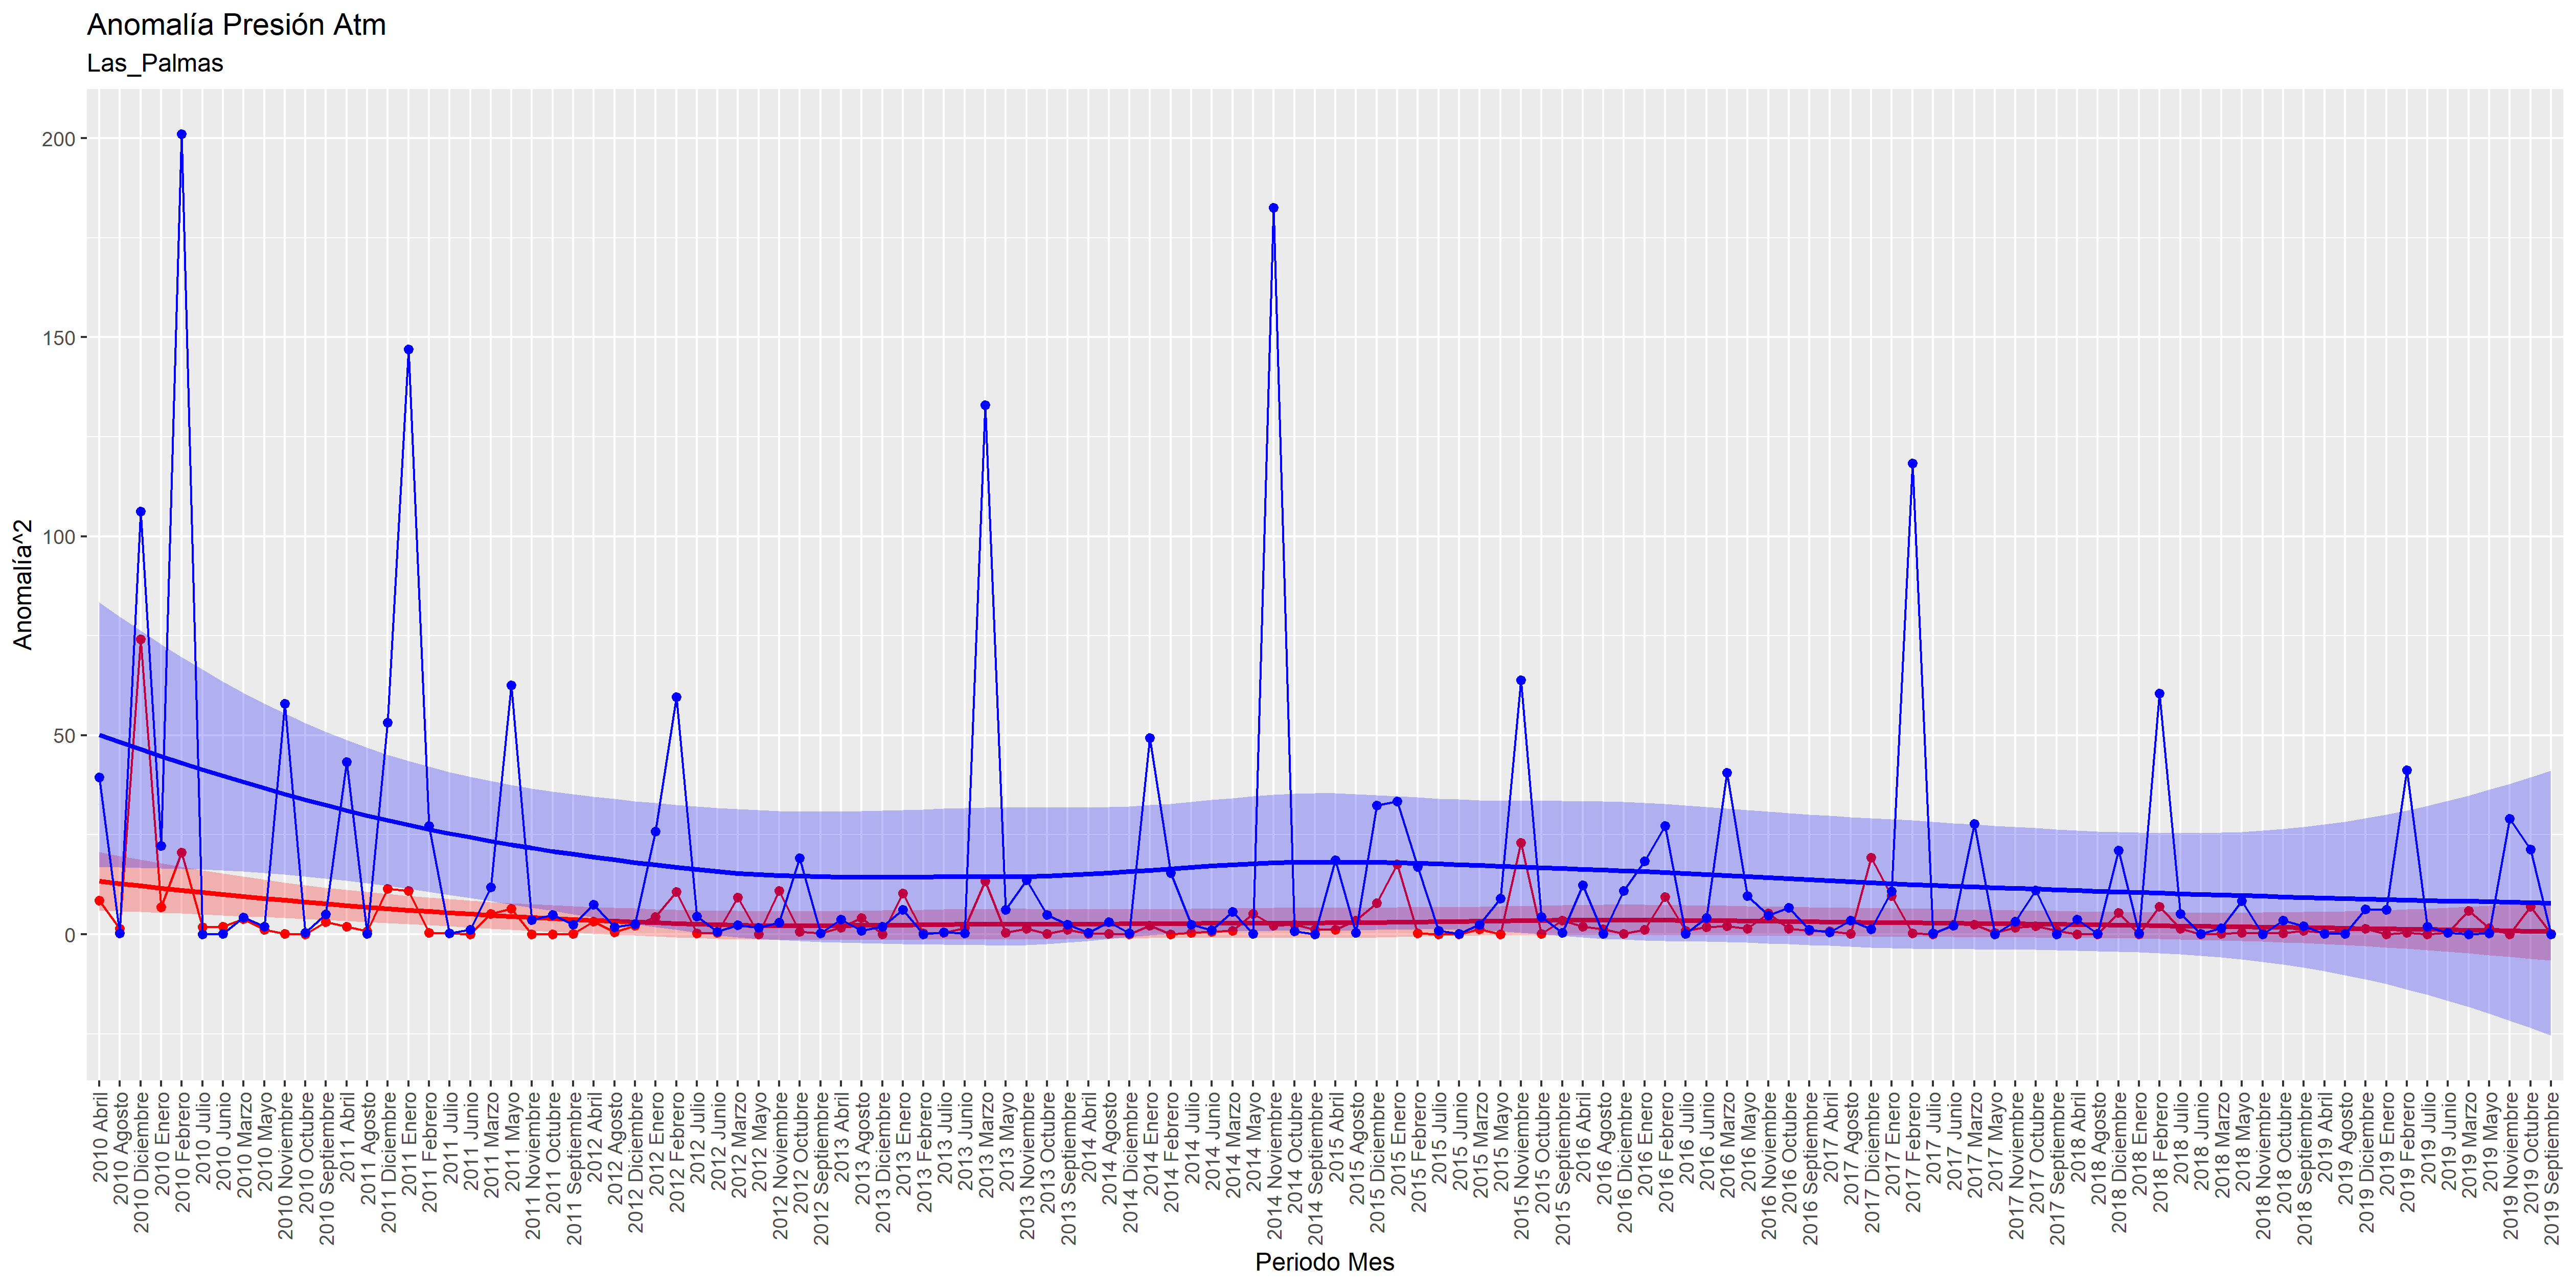 Anomalía Presión Atm
Las_Palmas
Anomalía^2
200
150
100
50
0
2010 Abril
2010 Agosto
2010 Diciembre
2010 Enero
2010 Febrero
2010 Julio
2010 Junio
2010 Marzo
2010 Mayo
2010 Noviembre
2010 Octubre
2010 Septiembre
2011 Abril
2011 Agosto
2011 Diciembre
2011 Enero
2011 Febrero
2011 Julio
2011 Junio
2011 Marzo
2011 Mayo
2011 Noviembre
2011 Octubre
2011 Septiembre
2012 Abril
2012 Agosto
2012 Diciembre
2012 Enero
2012 Febrero
2012 Julio
2012 Junio
2012 Marzo
2012 Mayo
2012 Noviembre
2012 Octubre
2012 Septiembre
2013 Abril
2013 Agosto
2013 Diciembre
2013 Enero
2013 Febrero
2013 Julio
2013 Junio
2013 Marzo
2013 Mayo
2013 Noviembre
2013 Octubre
2013 Septiembre
2014 Abril
2014 Agosto
2014 Diciembre
2014 Enero
2014 Febrero
2014 Julio
2014 Junio
2014 Marzo
2014 Mayo
2014 Noviembre
2014 Octubre
2014 Septiembre
2015 Abril
2015 Agosto
2015 Diciembre
2015 Enero
2015 Febrero
2015 Julio
2015 Junio
2015 Marzo
2015 Mayo
2015 Noviembre
2015 Octubre
2015 Septiembre
2016 Abril
2016 Agosto
2016 Diciembre
2016 Enero
2016 Febrero
2016 Julio
2016 Junio
2016 Marzo
2016 Mayo
2016 Noviembre
2016 Octubre
2016 Septiembre
2017 Abril
2017 Agosto
2017 Diciembre
2017 Enero
2017 Febrero
2017 Julio
2017 Junio
2017 Marzo
2017 Mayo
2017 Noviembre
2017 Octubre
2017 Septiembre
2018 Abril
2018 Agosto
2018 Diciembre
2018 Enero
2018 Febrero
2018 Julio
2018 Junio
2018 Marzo
2018 Mayo
2018 Noviembre
2018 Octubre
2018 Septiembre
2019 Abril
2019 Agosto
2019 Diciembre
2019 Enero
2019 Febrero
2019 Julio
2019 Junio
2019 Marzo
2019 Mayo
2019 Noviembre
2019 Octubre
2019 Septiembre
Periodo Mes